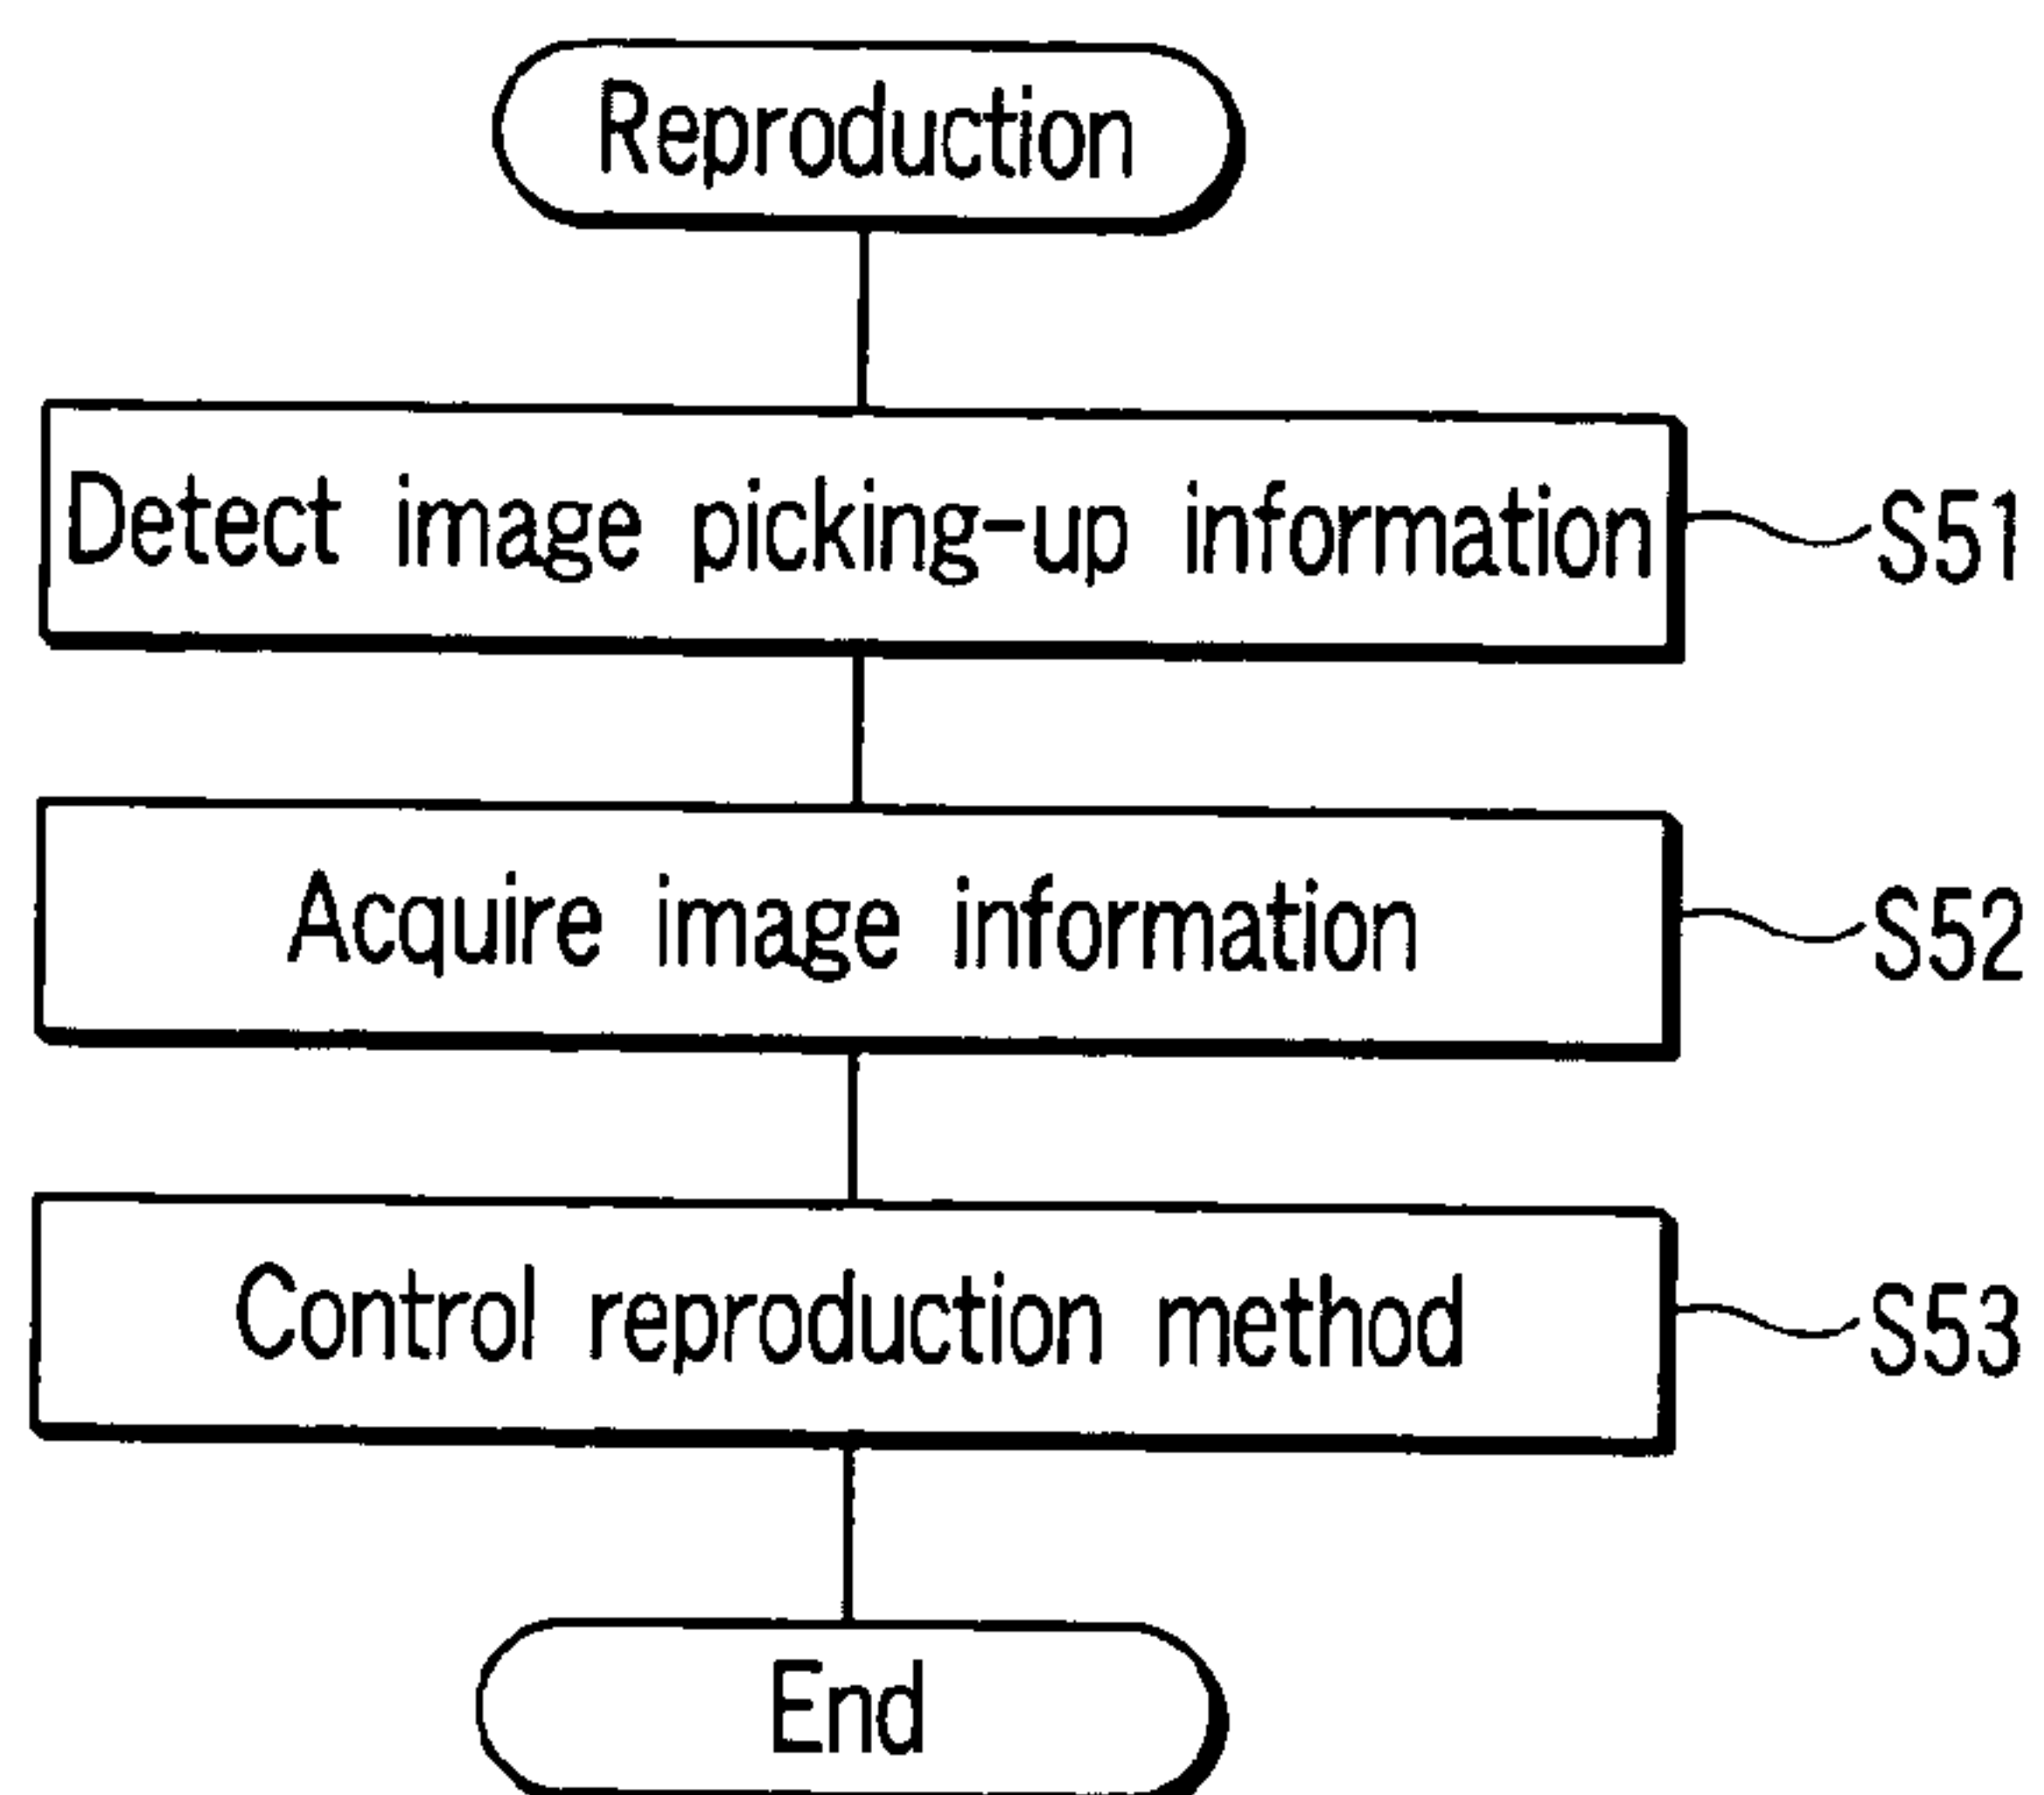 Reproduction
Detect image picking-up information S51
Acquire image information S52
Control reproduction method S53
End